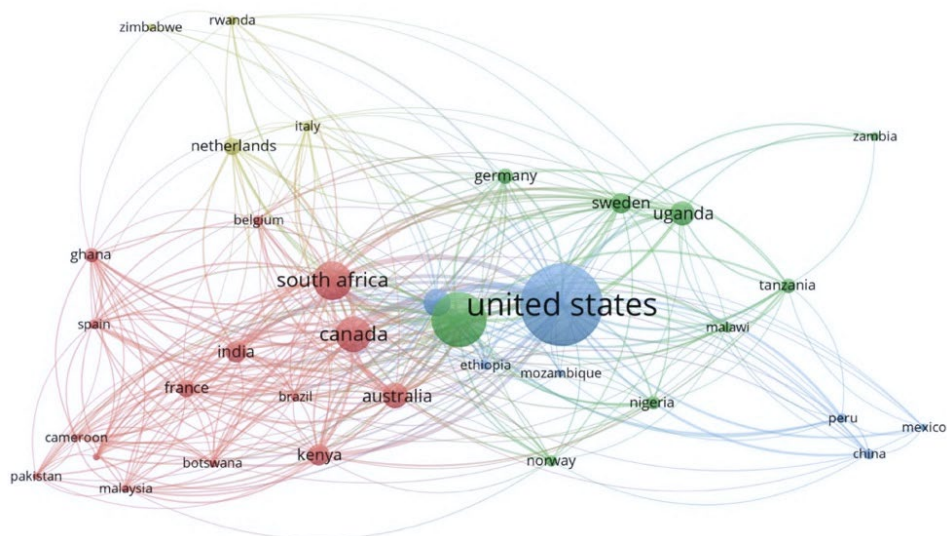 rwanda
zimbabwe
italy
zambia
netherlands
germany
sweden
uganda
belgium
ghana
south africa
tanzania
united states
spain
malawi
canada
india
ethiopia
mozambique
france
brazil
australia
nigeria
peru
mexico
cameroon
kenya
china
botswana
norway
pakistan
malaysia